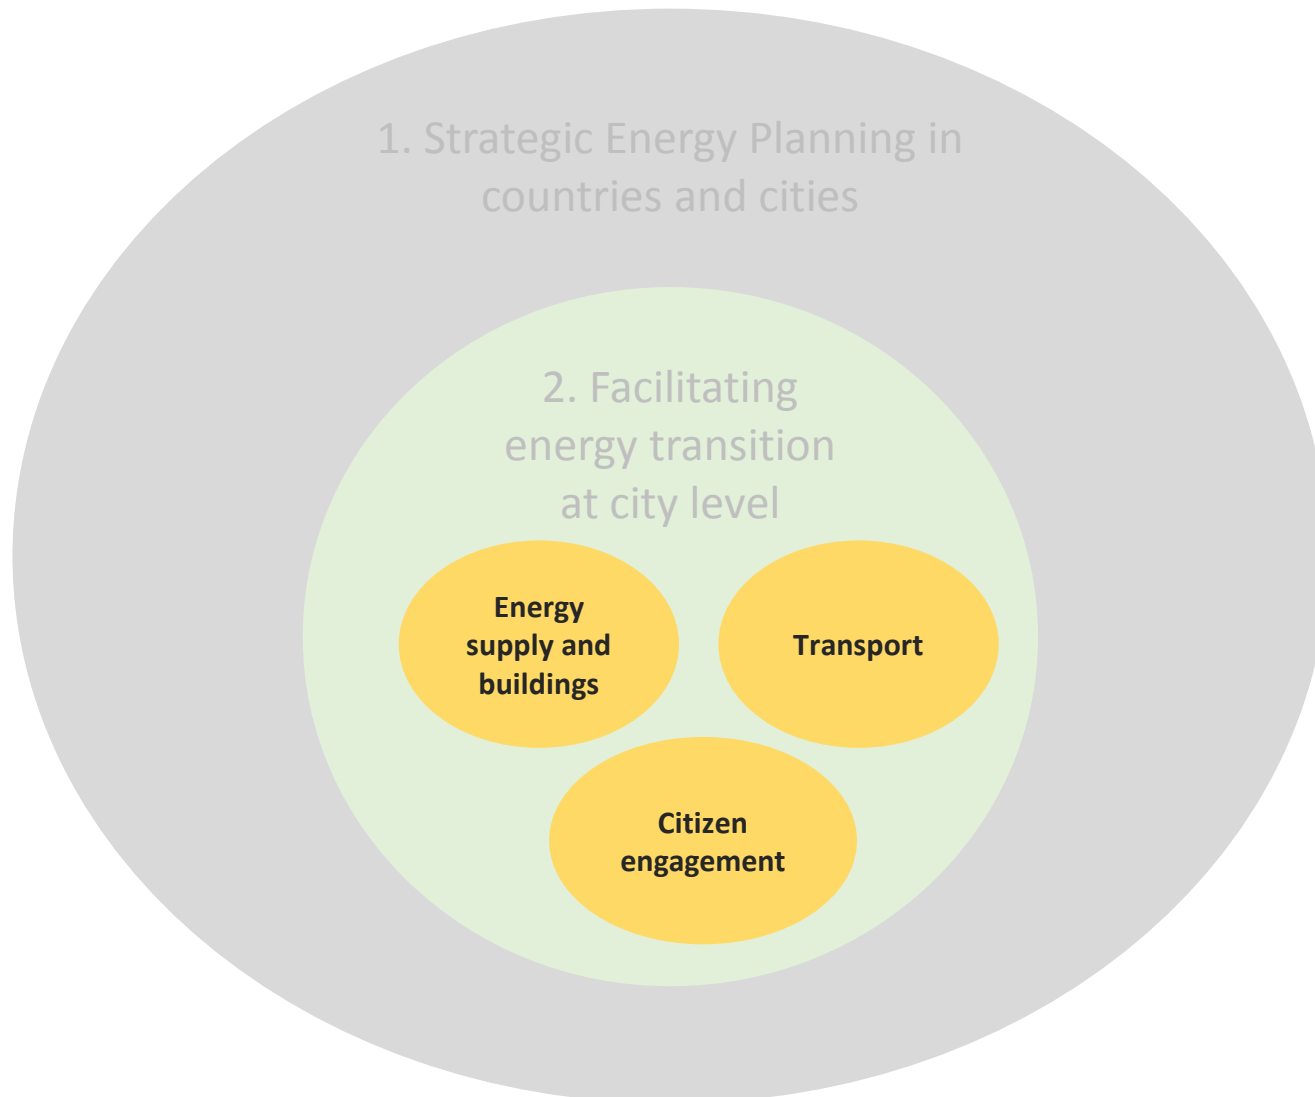 1. Strategic Energy Planning in
countries and cities
2. Facilitating
energy transition
at city level
Energy
supply and
buildings
Transport
Citizen
engagement